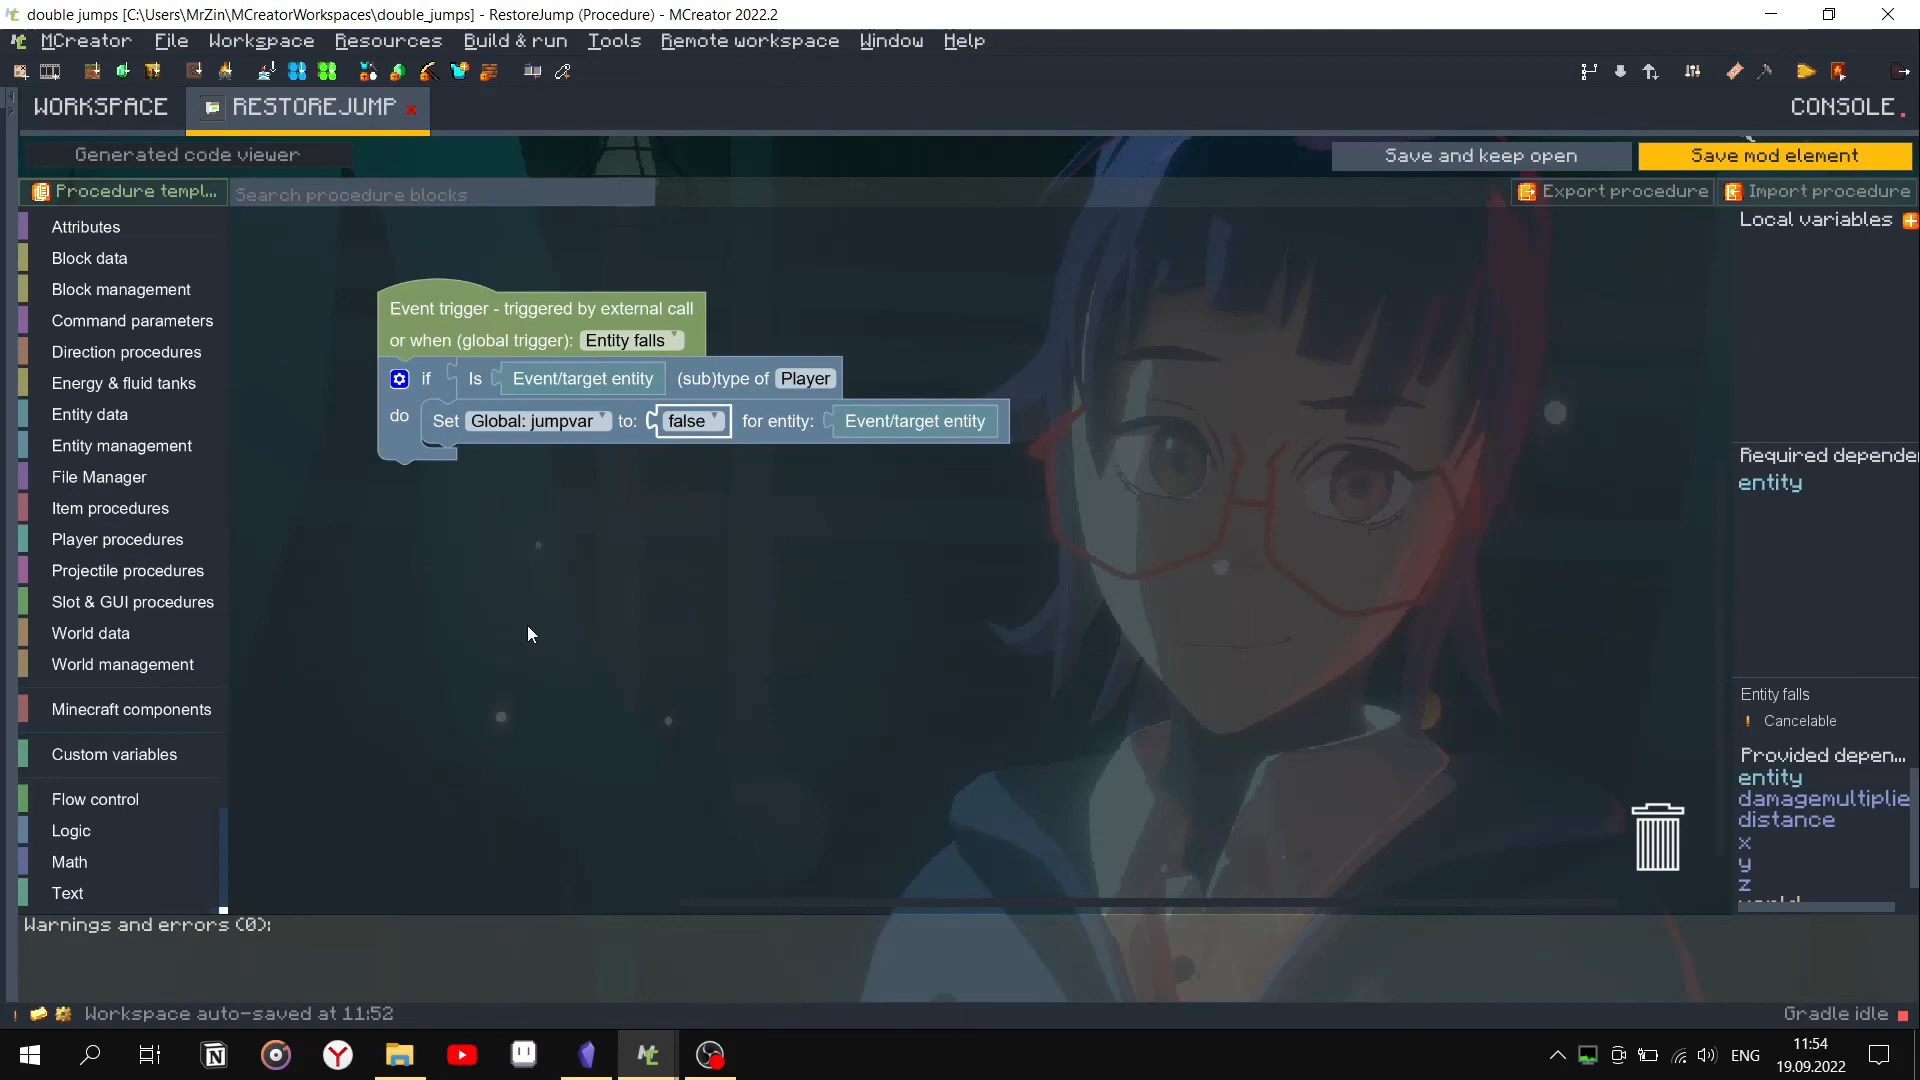 double jumps [C:\Users\MrZin\MCreatorWorkspaces\double_jumps] - RestoreJump (Procedure) - MCreator 2022.2
MCreator File Workspace Resources Build & run Tools Remote workspace Window Help
WORKSPACE RESTOREJUMP x CONSOLE
Generated code viewer Save and keep open Save mod element
Procedure templ... Search procedure blocks Export procedure Import procedure
Attributes
Block data
Block management
Command parameters
Direction procedures
Energy & fluid tanks
Entity data
Entity management
File Manager
Item procedures
Player procedures
Projectile procedures
Slot & GUI procedures
World data
World management
Minecraft components
Custom variables
Flow control
Logic
Math
Text
Event trigger - triggered by external call
or when (global trigger): Entity falls
if Is Event/target entity (sub)type of Player
do Set Global: jumpvar to: false for entity: Event/target entity
Local variables
Required depende
entity
Entity falls
! Cancelable
Provided depen...
entity
damagemultiplie
distance
x
y
z
Warnings and errors (0):
Workspace auto-saved at 11:52 Gradle idle
ENG
11:54
19.09.2022